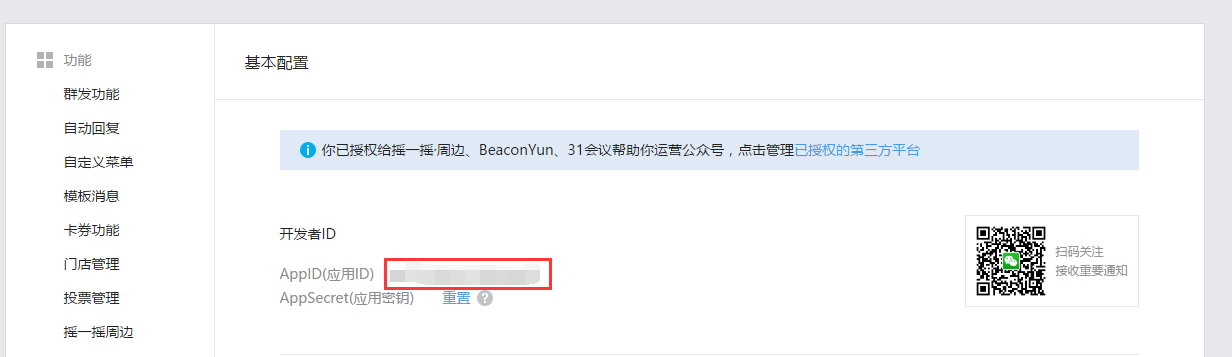 功能
群发功能
自动回复
自定义菜单
模板消息
卡券功能
门店管理
投票管理
摇一摇周边
基本配置
你已授权给摇一摇·周边、BeaconYun、31会议帮助你运营公众号，点击管理已授权的第三方平台
开发者ID
AppID(应用ID)
AppSecret(应用密钥) 重置 ?
扫码关注
接收重要通知